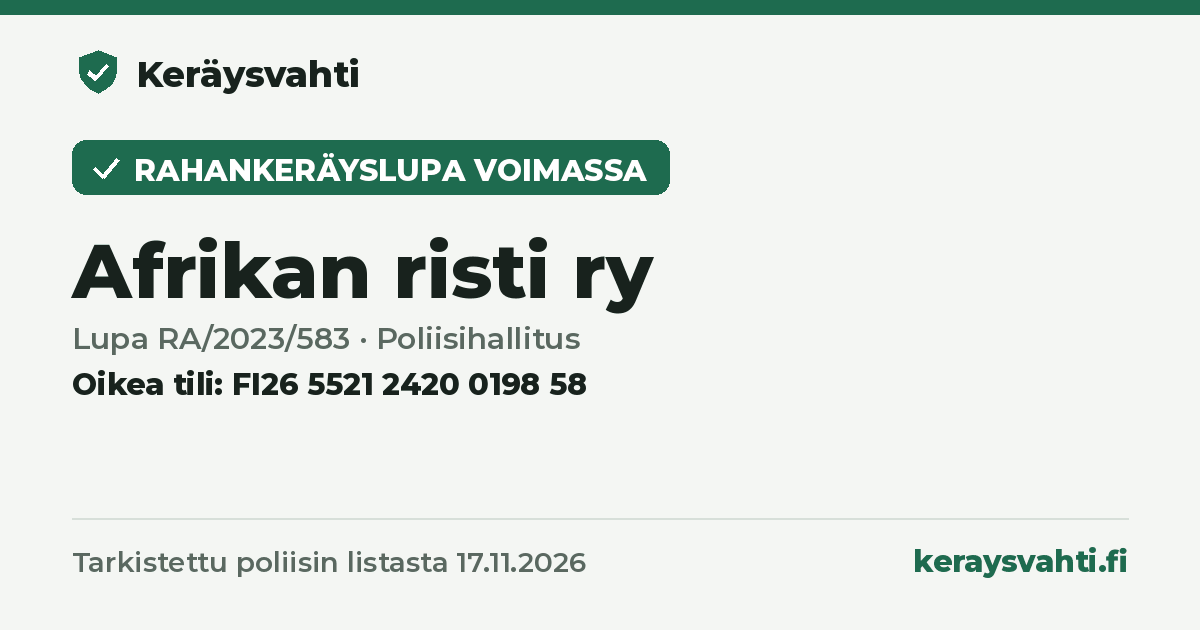 Keräysvahti
RAHANKERÄYSLUPA VOIMASSA
Afrikan risti ry
Lupa RA/2023/583 · Poliisihallitus
Oikea tili: FI26 5521 2420 0198 58
Tarkistettu poliisin listasta 17.11.2026
keraysvahti.fi